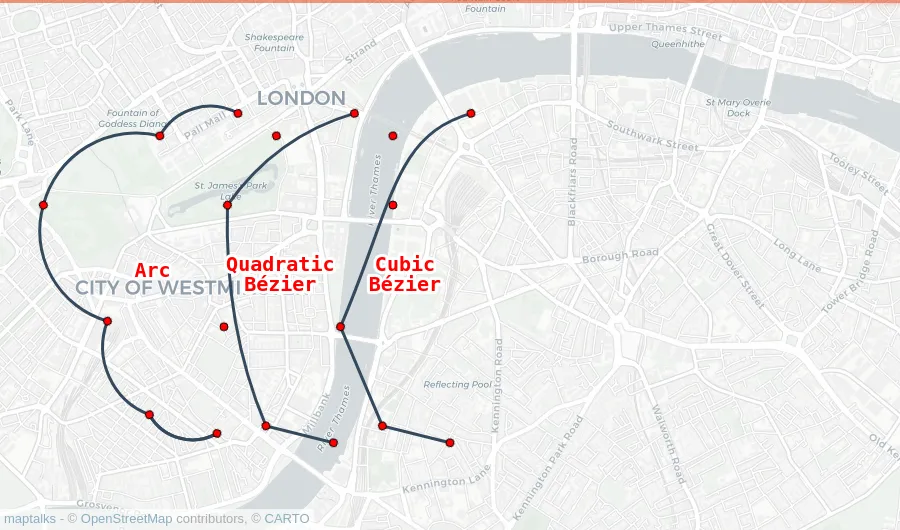 Shakespeare
Fountain
Fountain
Strand
Upper Thames Street
Queenhithe
LONDON
Park Lane
Fountain of
Goddess Diana
Pall Mall
St Mary Overie
Dock
Southwark Street
Blackfriars Road
Tooley Street
River Thames
St. James's Park
Lake
Borough Road
Great Dover Street
Long Lane
Tower Bridge Road
Arc
Quadratic
Bézier
Cubic
Bézier
CITY OF WESTMI
Reflecting Pool
Kennington Road
Millbank
River Thames
Walworth Road
Kennington Park Road
Kennington Lane
Old Ke
Grosveno
maptalks - © OpenStreetMap contributors, © CARTO